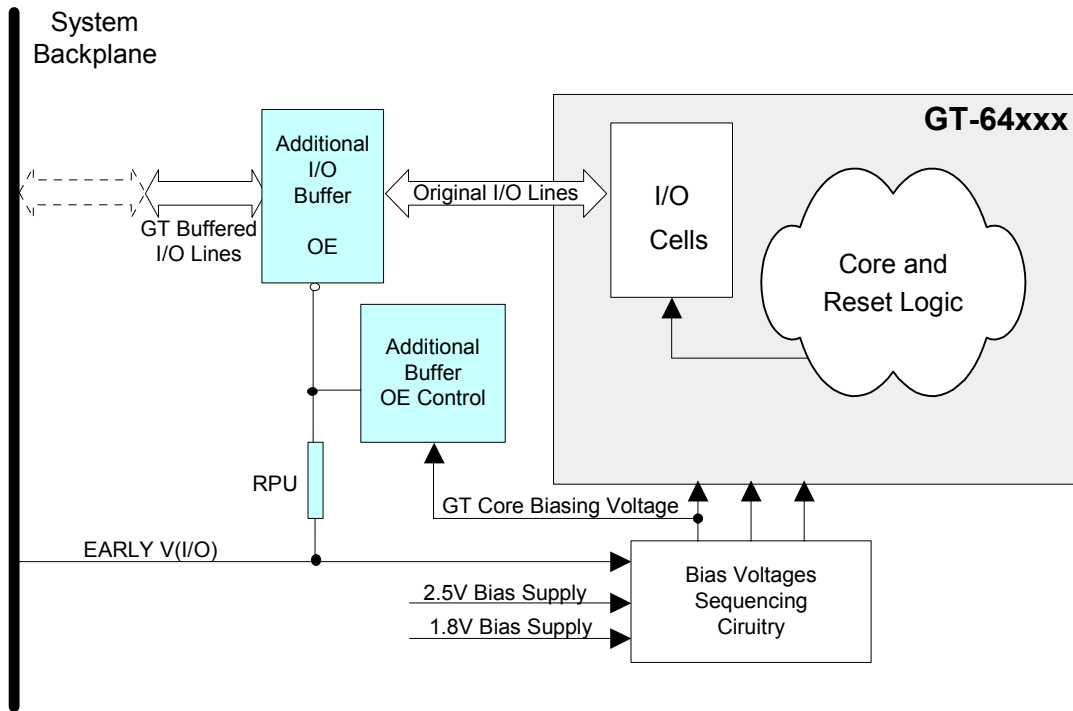 System
Backplane
GT-64xxx
Additional
I/O
Buffer
OE
Original I/O Lines
I/O
Cells
GT Buffered
I/O Lines
Core and
Reset Logic
Additional
Buffer
OE Control
RPU
GT Core Biasing Voltage
EARLY V(I/O)
Bias Voltages
Sequencing
Ciruitry
2.5V Bias Supply
1.8V Bias Supply